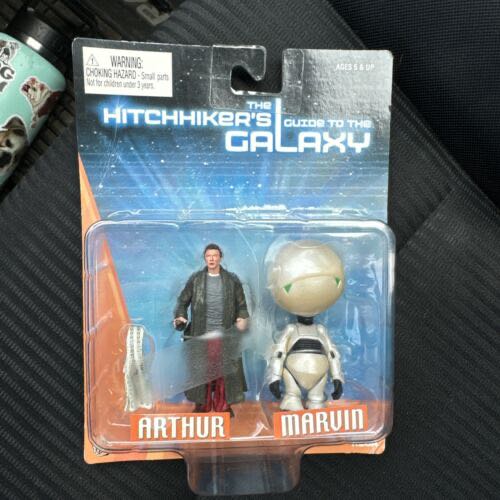 WARNING:
CHOKING HAZARD - Small parts
Not for children under 3 years.
AGES 5 & UP
THE
HITCHHIKER'S GUIDE TO THE
GALAXY
ARTHUR
MARVIN